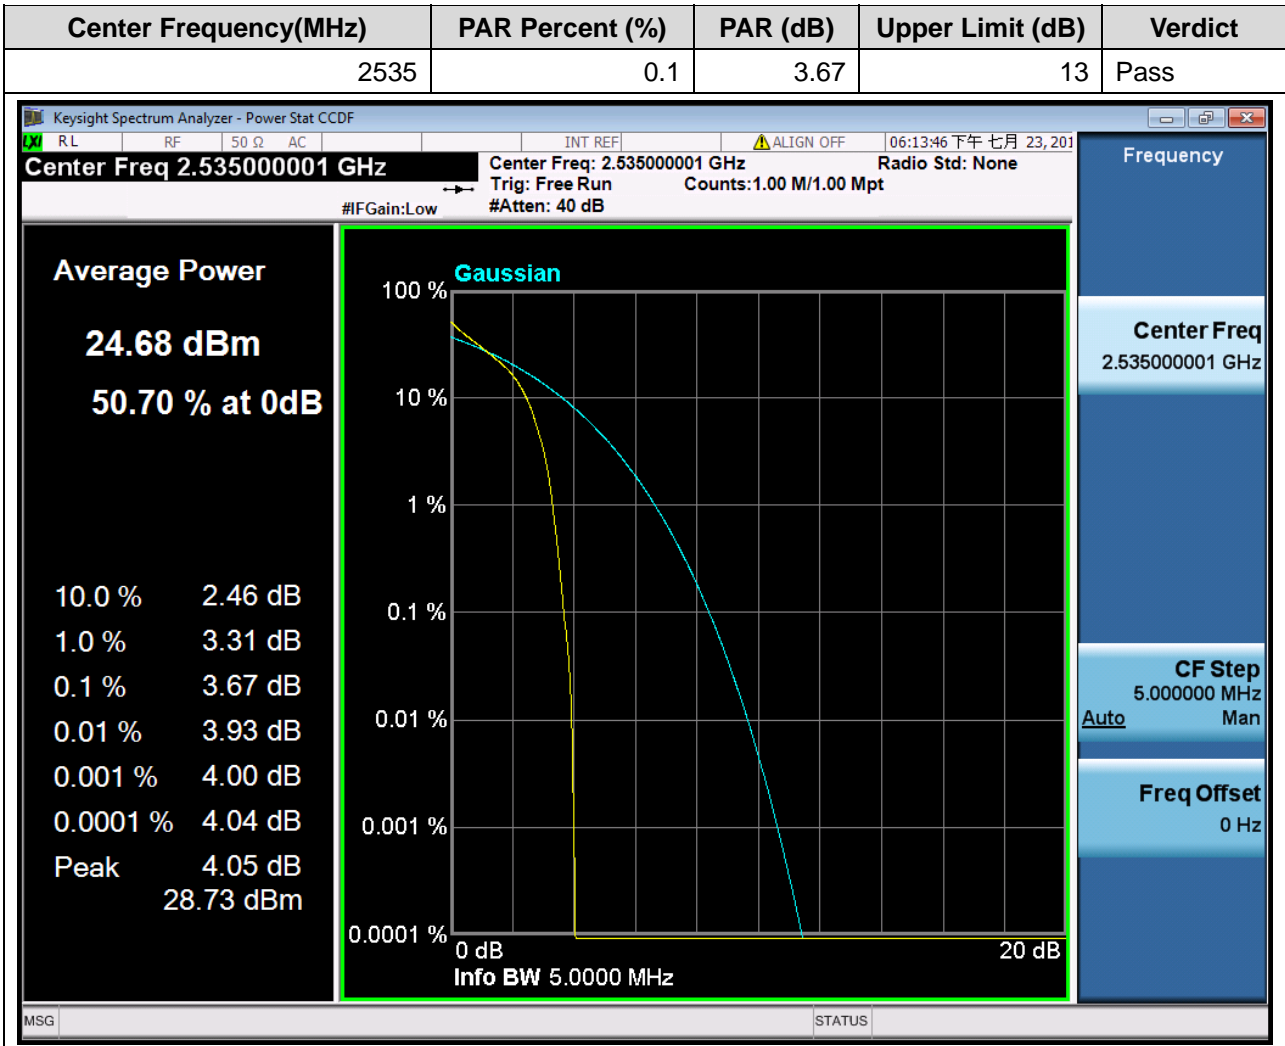 Center Frequency(MHz) PAR Percent (%) PAR (dB) Upper Limit (dB) Verdict
2535 0.1 3.67 13 Pass
Keysight Spectrum Analyzer - Power Stat CCDF
LXI RL RF 50 Ω AC INT REF ALIGN OFF 06:13:46 下午 七月 23, 201
Center Freq 2.535000001 GHz
Center Freq: 2.535000001 GHz Radio Std: None
Trig: Free Run Counts:1.00 M/1.00 Mpt
#IFGain:Low #Atten: 40 dB
Frequency
Average Power
24.68 dBm
50.70 % at 0dB
10.0 % 2.46 dB
1.0 % 3.31 dB
0.1 % 3.67 dB
0.01 % 3.93 dB
0.001 % 4.00 dB
0.0001 % 4.04 dB
Peak 4.05 dB
28.73 dBm
Gaussian
100 %
10 %
1 %
0.1 %
0.01 %
0.001 %
0.0001 %
0 dB 20 dB
Info BW 5.0000 MHz
Center Freq
2.535000001 GHz
CF Step
5.000000 MHz
Auto Man
Freq Offset
0 Hz
MSG STATUS